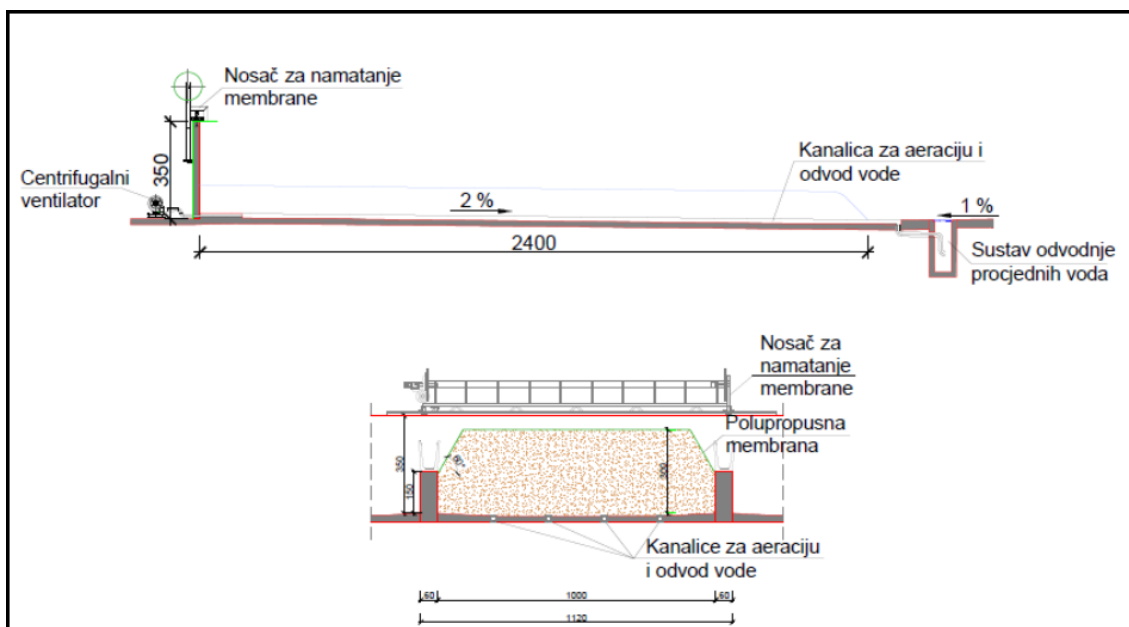 Nosač za namatanje
membrane
350
Centrifugalni
ventilator
Kanalica za aeraciju i
odvod vode
2 %
1 %
2400
Sustav odvodnje
procjednih voda
Nosač za
namatanje
membrane
Polupropusna
membrana
60°
350
150
300
Kanalice za aeraciju
i odvod vode
60
1000
60
1120